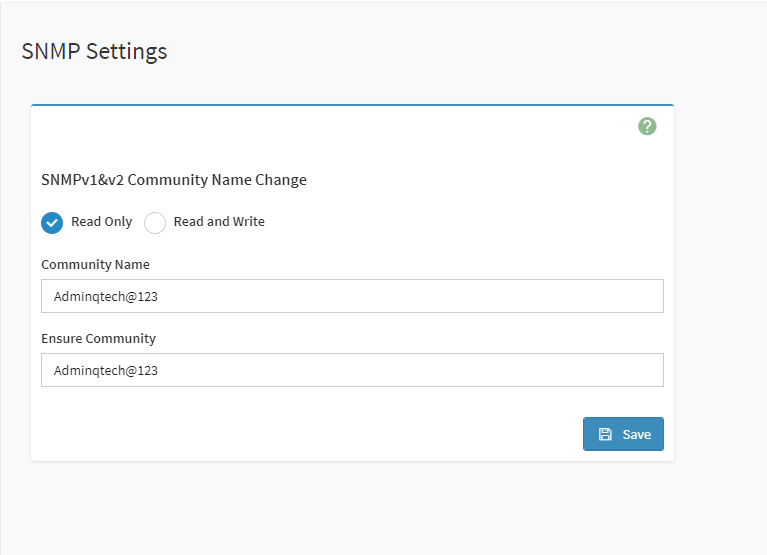 SNMP Settings
?
SNMPv1&v2 Community Name Change
Read Only Read and Write
Community Name
Adminqtech@123
Ensure Community
Adminqtech@123
Save